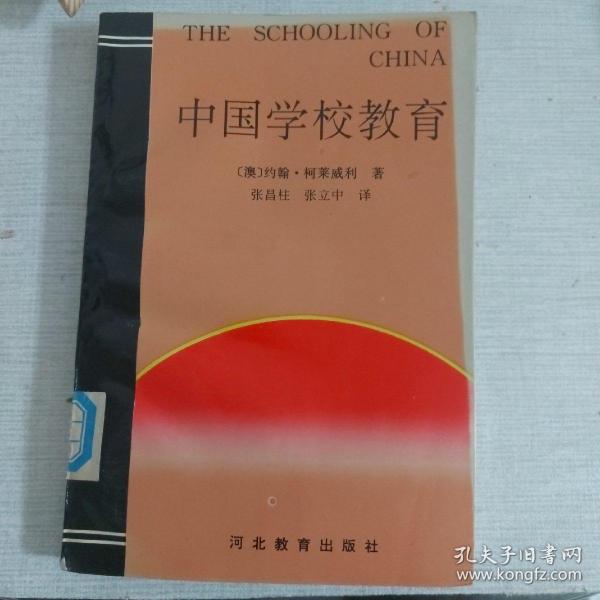 THE SCHOOLING OF
CHINA
中国学校教育
〔澳〕约翰·柯莱威利 著
张昌柱 张立中 译
河北教育出版社
孔夫子旧书网
www.kongfz.com